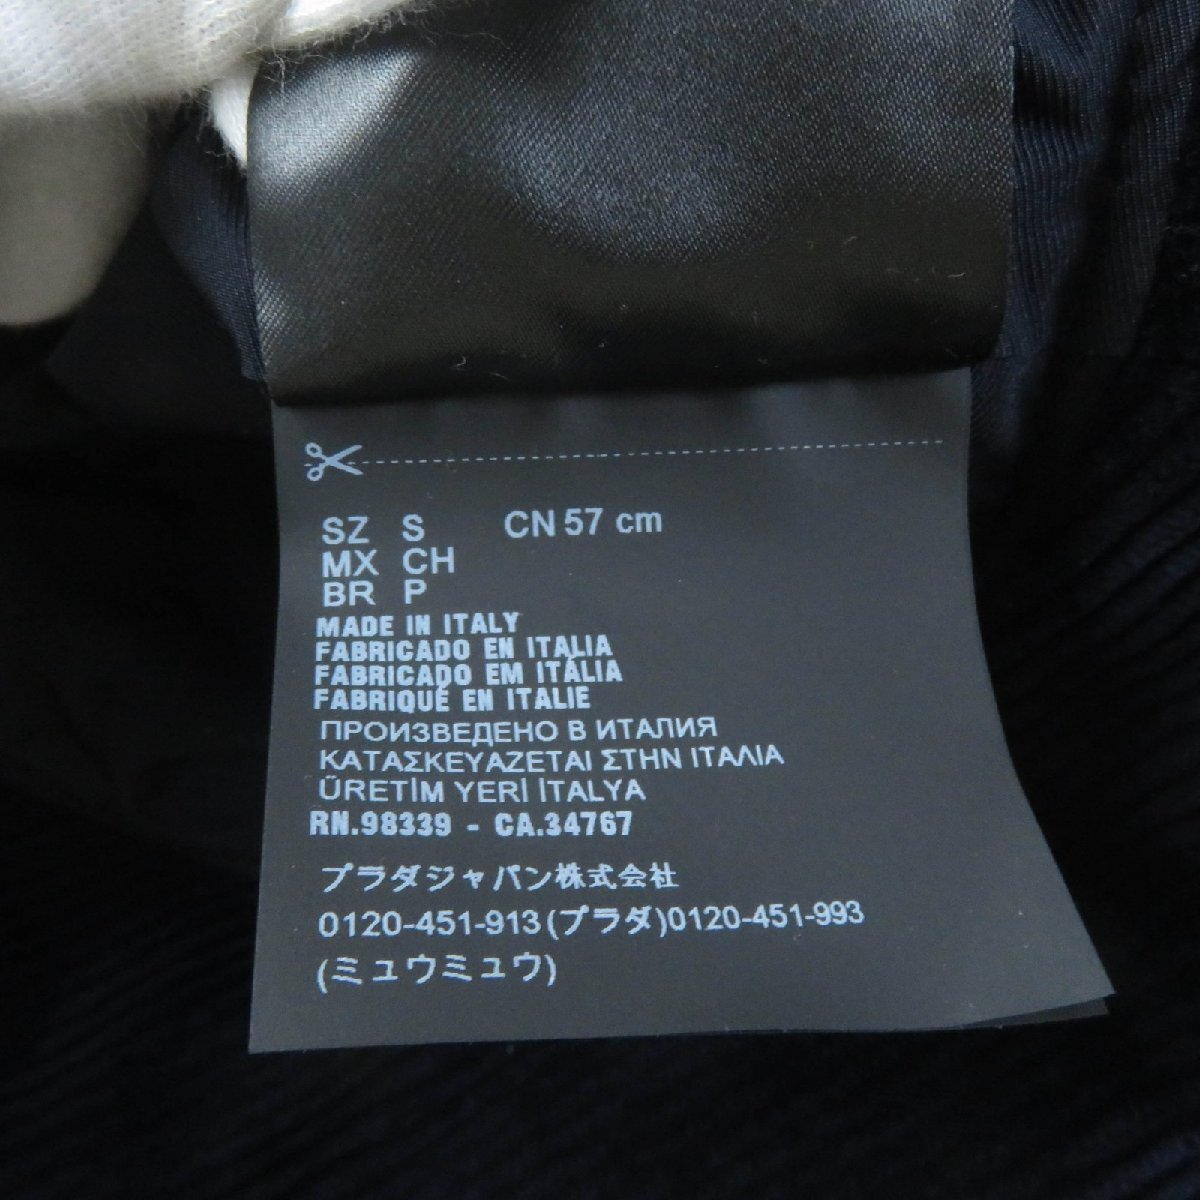 SZ S CN 57 cm
MX CH
BR P
MADE IN ITALY
FABRICADO EN ITALIA
FABRICADO EM ITÁLIA
FABRIQUÉ EN ITALIE
ПРОИЗВЕДЕНО В ИТАЛИЯ
ΚΑΤΑΣΚΕΥΑΖΕΤΑΙ ΣΤΗΝ ΙΤΑΛΙΑ
ÜRETİM YERİ İTALYA
RN.98339 - CA.34767
プラダジャパン株式会社
0120-451-913(プラダ)0120-451-993
(ミュウミュウ)